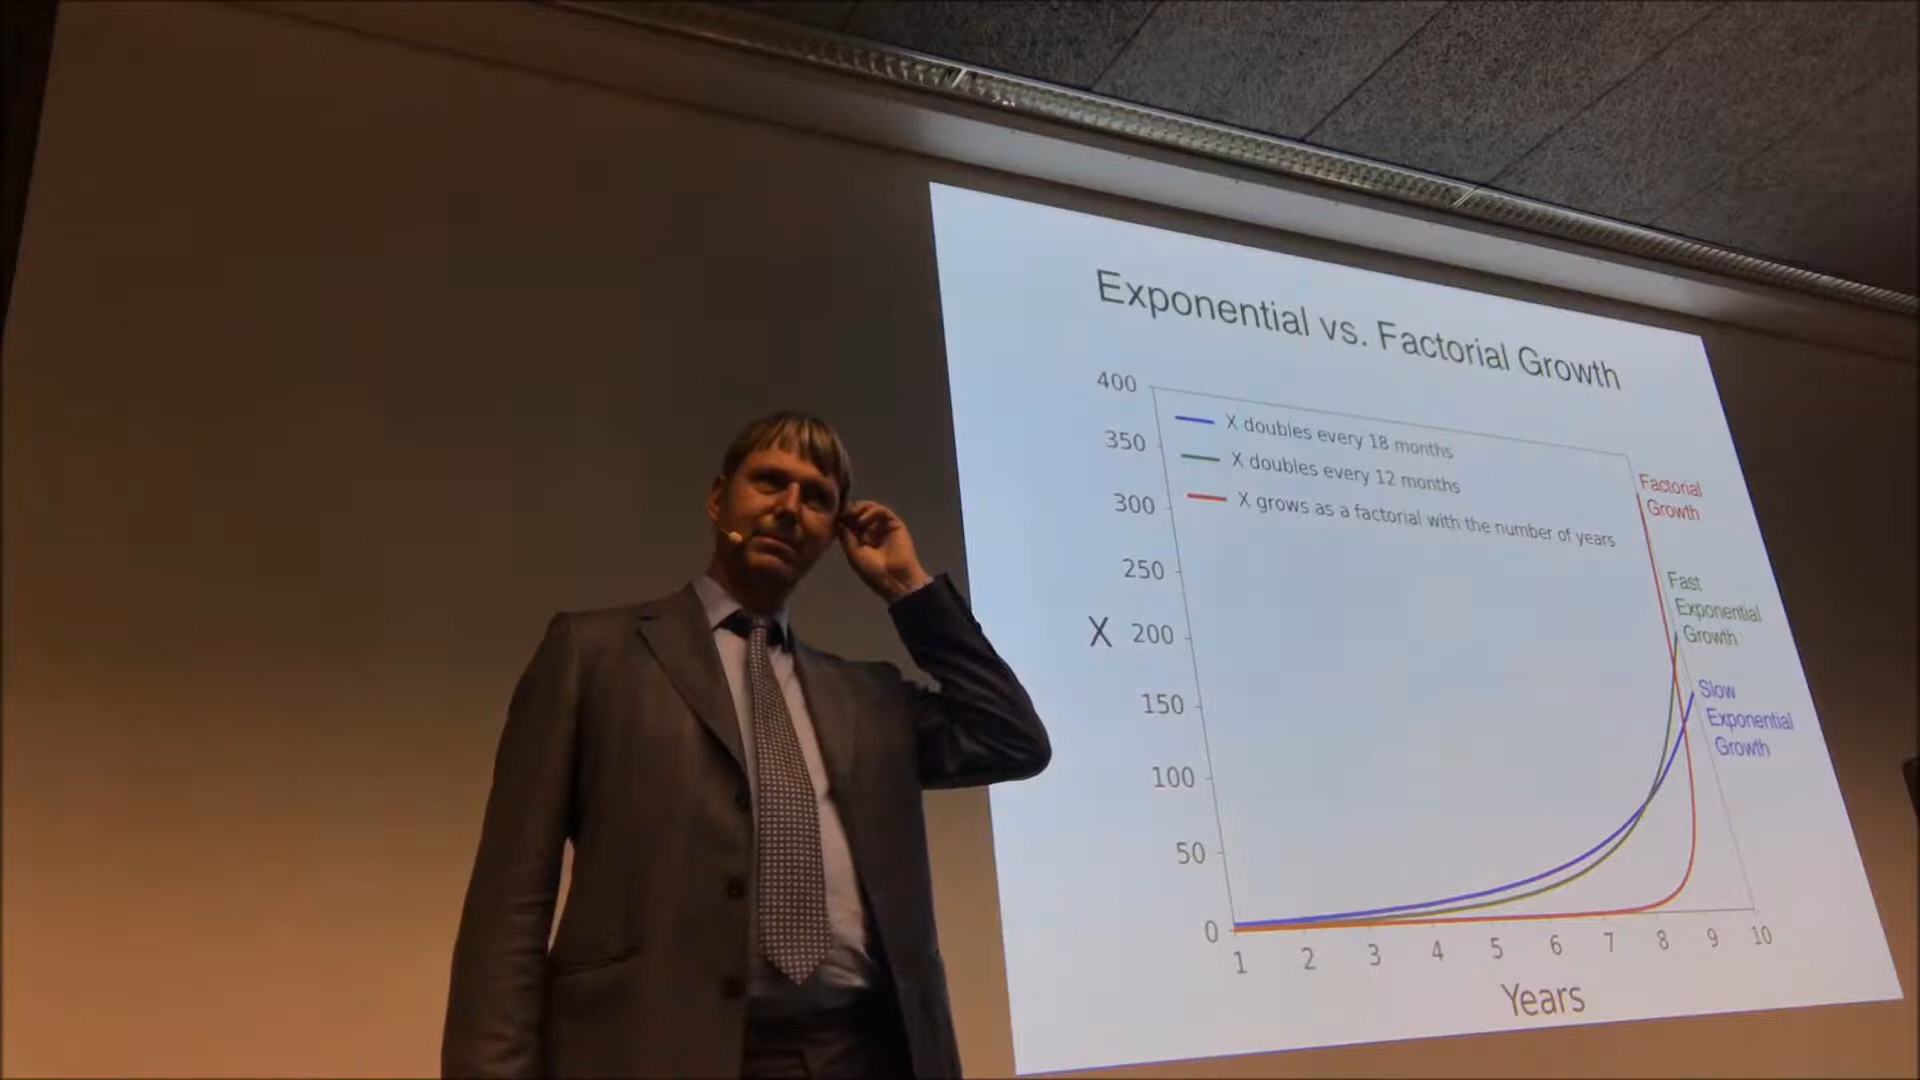 Exponential vs. Factorial Growth
400
350
300
250
200
150
100
50
0
X
X doubles every 18 months
X doubles every 12 months
X grows as a factorial with the number of years
Factorial
Growth
Fast
Exponential
Growth
Slow
Exponential
Growth
1 2 3 4 5 6 7 8 9 10
Years